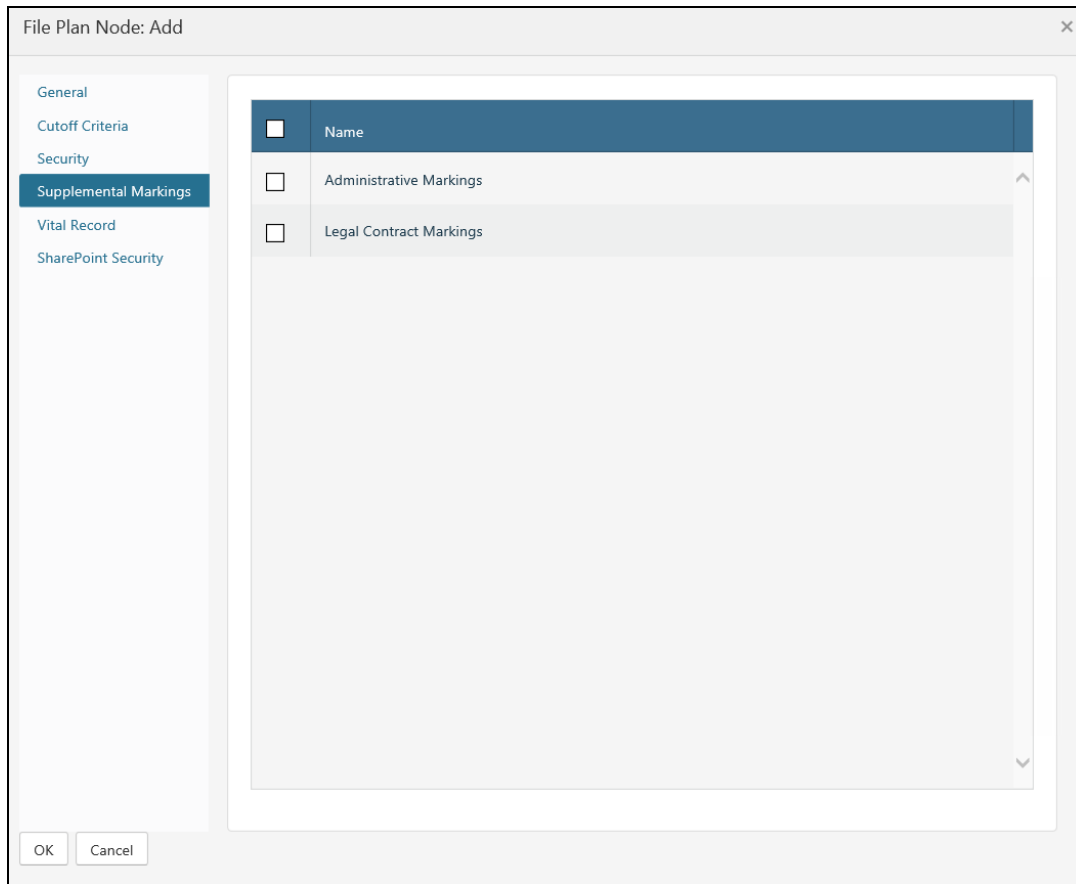 File Plan Node: Add
General
Cutoff Criteria
Security
Supplemental Markings
Vital Record
SharePoint Security
Name
Administrative Markings
Legal Contract Markings
OK
Cancel